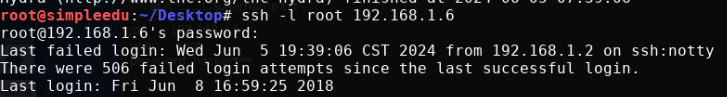 root@simpleedu:~/Desktop# ssh -l root 192.168.1.6
root@192.168.1.6's password:
Last failed login: Wed Jun  5 19:39:06 CST 2024 from 192.168.1.2 on ssh:notty
There were 506 failed login attempts since the last successful login.
Last login: Fri Jun  8 16:59:25 2018